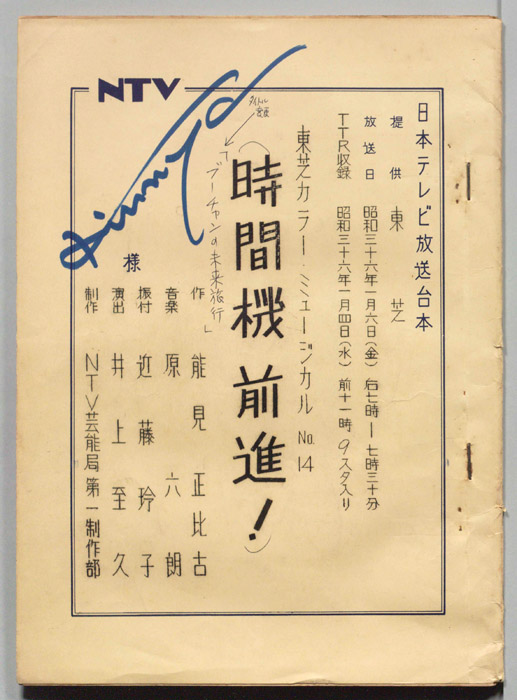 NTV
日本テレビ放送台本
提供 東芝
放送日 昭和三十六年一月六日(金)后七時ー七時三十分
TTR収録 昭和三十六年一月四日(水)前十一時 9スタ入り
東芝カラー・ミュージカル No.14
(時間機前進!)
タイトル変更
「ブーチャンの未来旅行」
作 能見正比古
音楽 原六朗
振付 近藤玲子
演出 井上至久
制作 NTV芸能局第一制作部
様